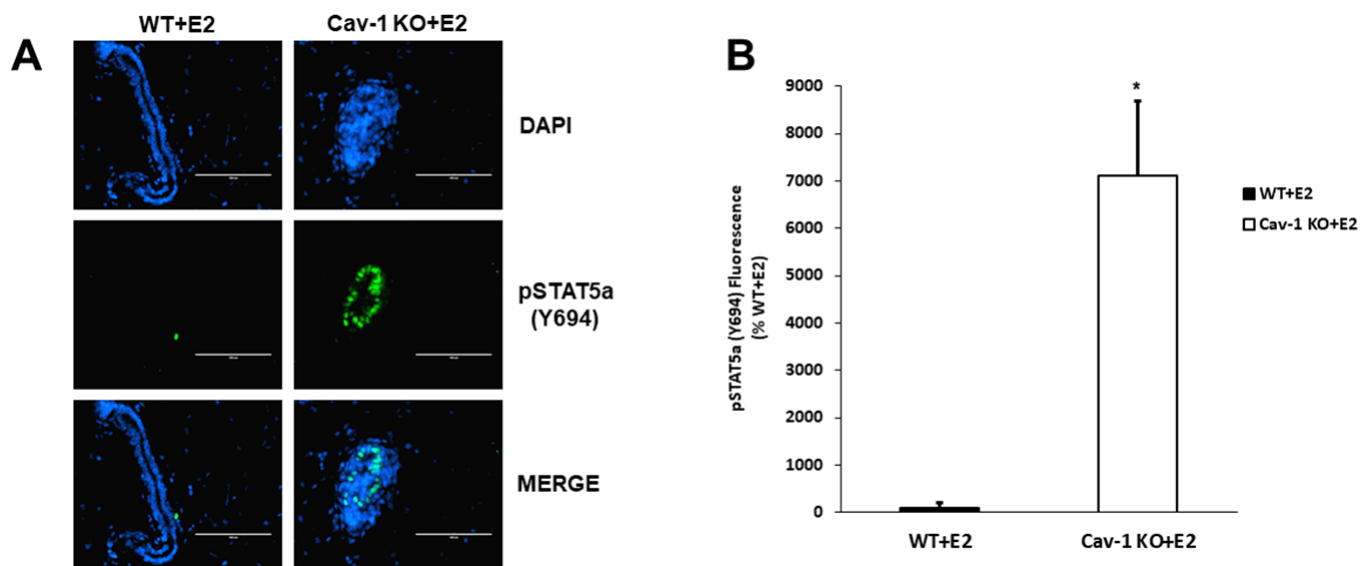 A
WT+E2
Cav-1 KO+E2
DAPI
pSTAT5a
(Y694)
MERGE
B
pSTAT5a (Y694) Fluorescence
(% WT+E2)
9000
8000
7000
6000
5000
4000
3000
2000
1000
0
*
WT+E2
Cav-1 KO+E2
WT+E2
Cav-1 KO+E2